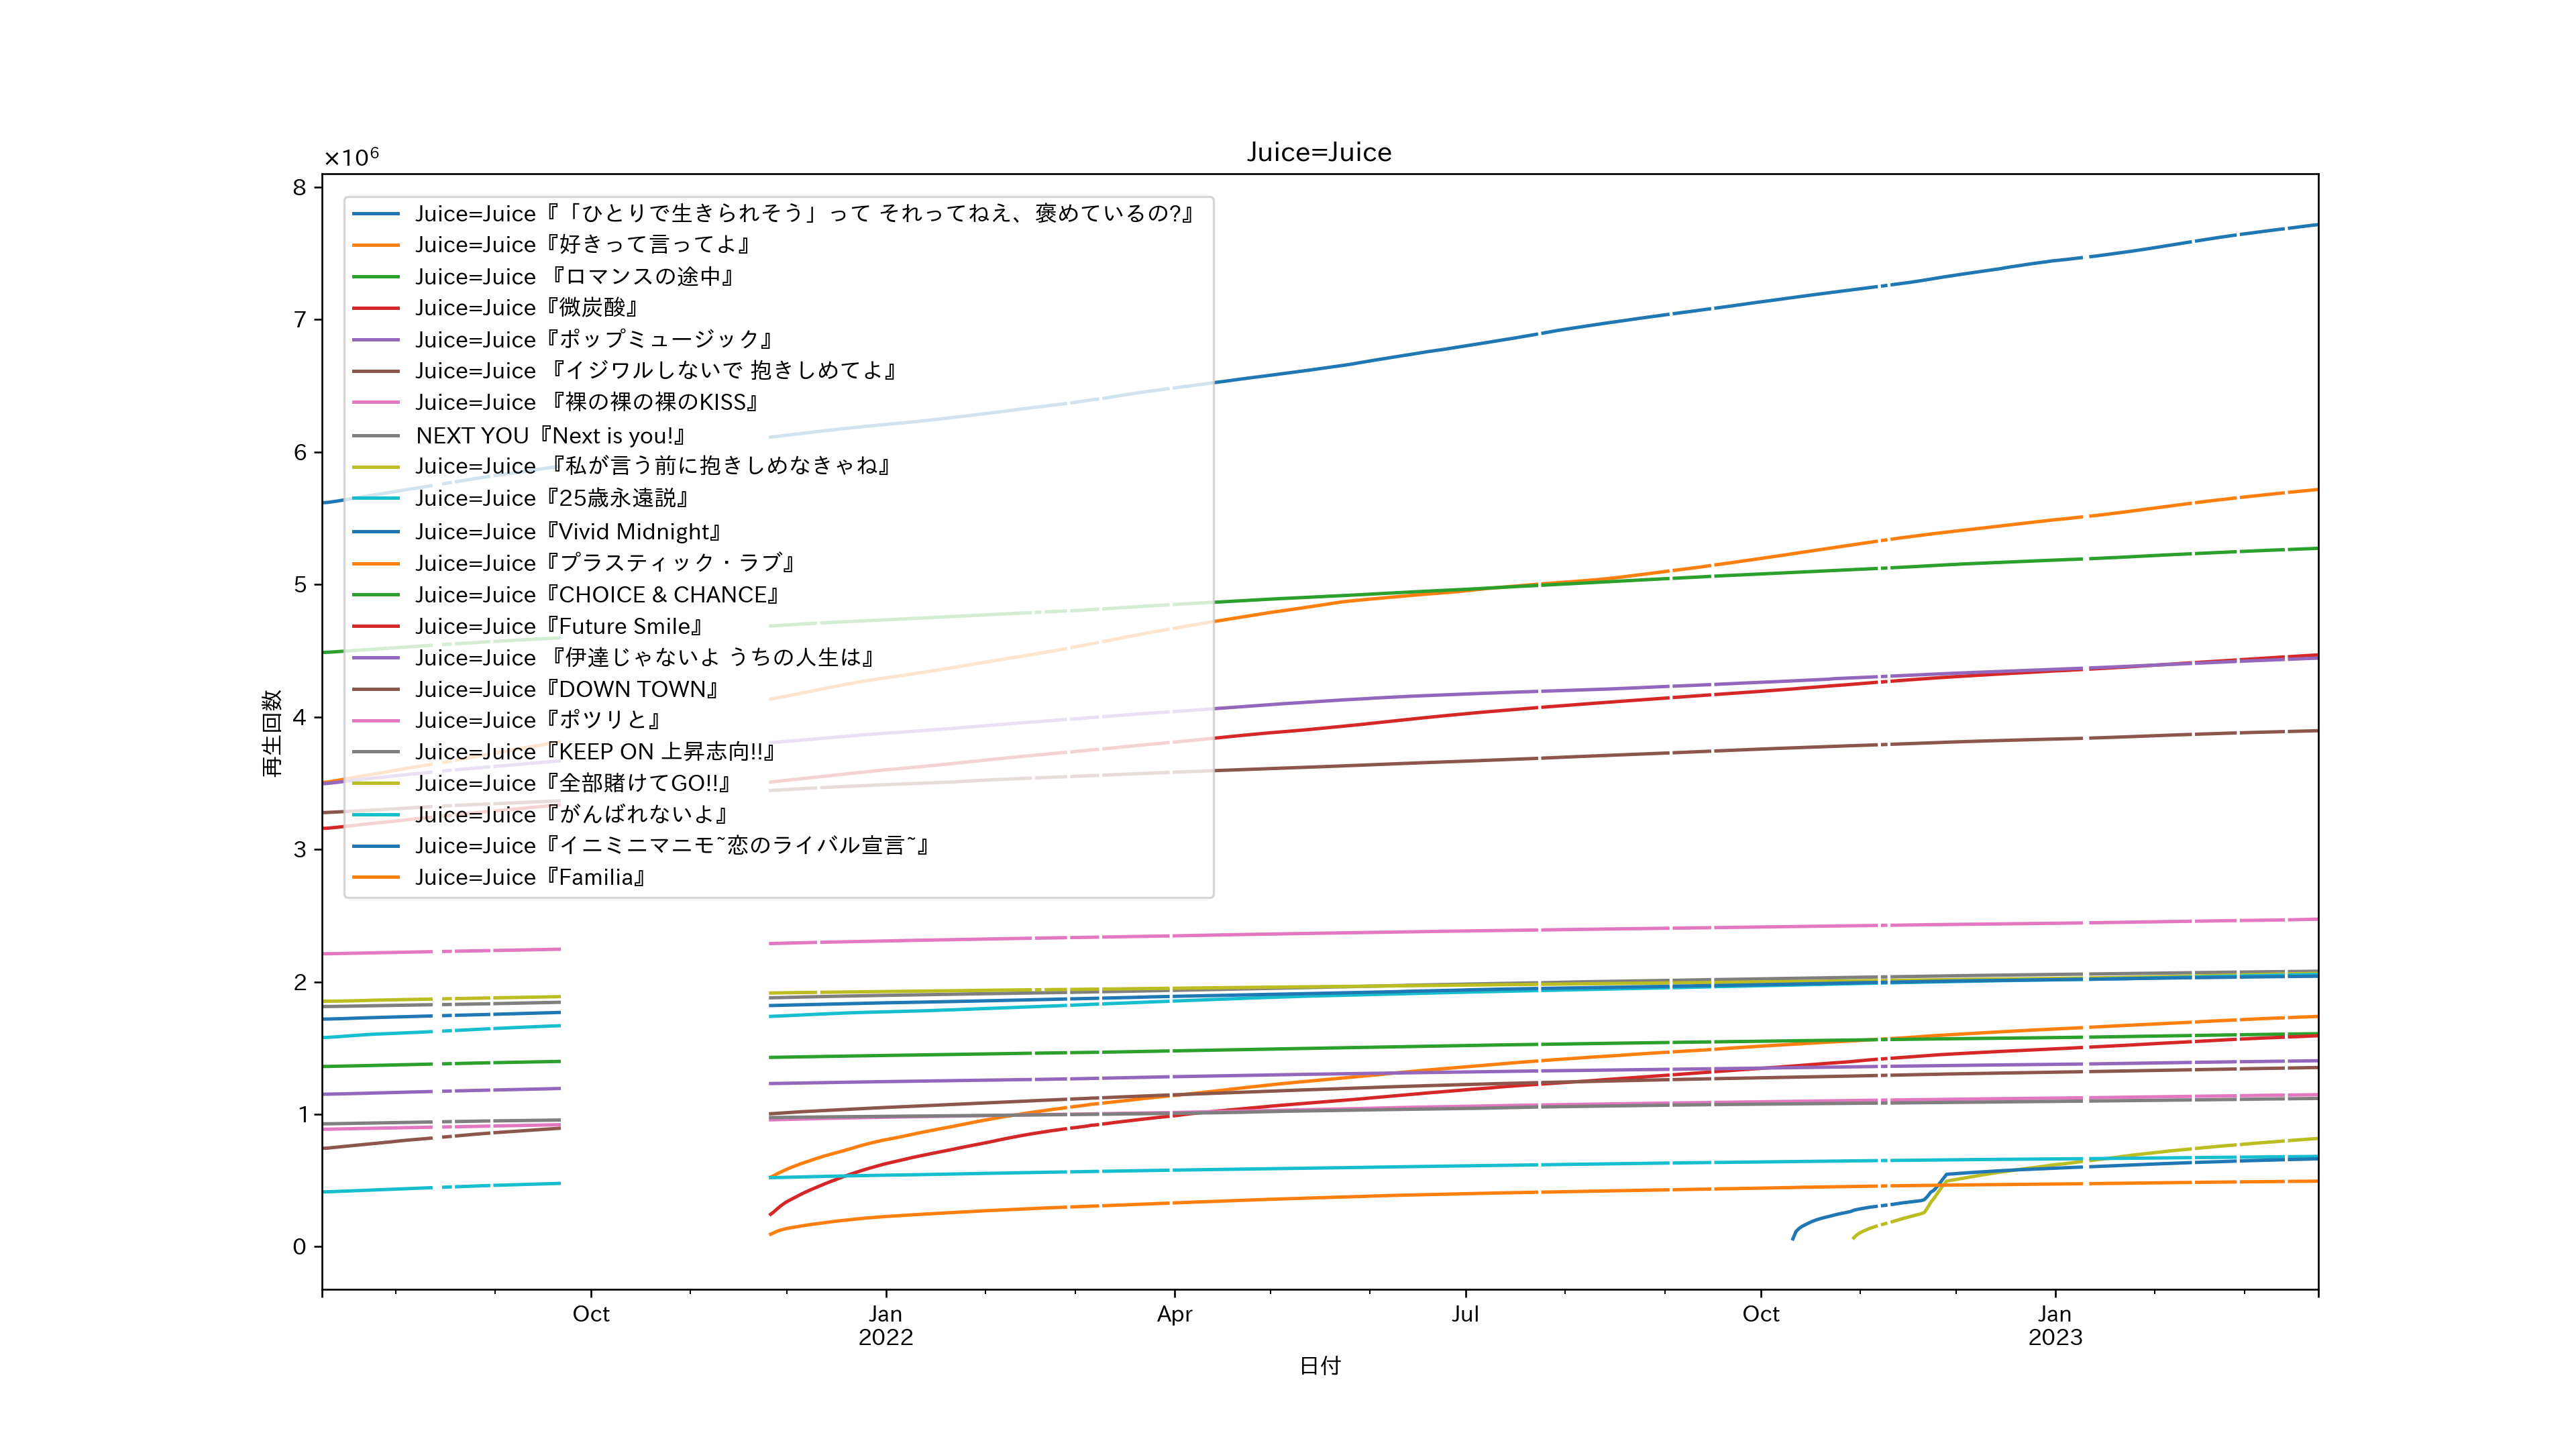 Juice=Juice
×10⁶
8
7
6
5
4
3
2
1
0
再生回数
Juice=Juice『「ひとりで生きられそう」って それってねえ、褒めているの?』
Juice=Juice『好きって言ってよ』
Juice=Juice 『ロマンスの途中』
Juice=Juice『微炭酸』
Juice=Juice『ポップミュージック』
Juice=Juice 『イジワルしないで 抱きしめてよ』
Juice=Juice 『裸の裸の裸のKISS』
NEXT YOU『Next is you!』
Juice=Juice 『私が言う前に抱きしめなきゃね』
Juice=Juice『25歳永遠説』
Juice=Juice『Vivid Midnight』
Juice=Juice『プラスティック・ラブ』
Juice=Juice『CHOICE & CHANCE』
Juice=Juice『Future Smile』
Juice=Juice 『伊達じゃないよ うちの人生は』
Juice=Juice『DOWN TOWN』
Juice=Juice『ポツリと』
Juice=Juice『KEEP ON 上昇志向!!』
Juice=Juice『全部賭けてGO!!』
Juice=Juice『がんばれないよ』
Juice=Juice『イニミニマニモ~恋のライバル宣言~』
Juice=Juice『Familia』
Oct
Jan
2022
Apr
Jul
Oct
Jan
2023
日付